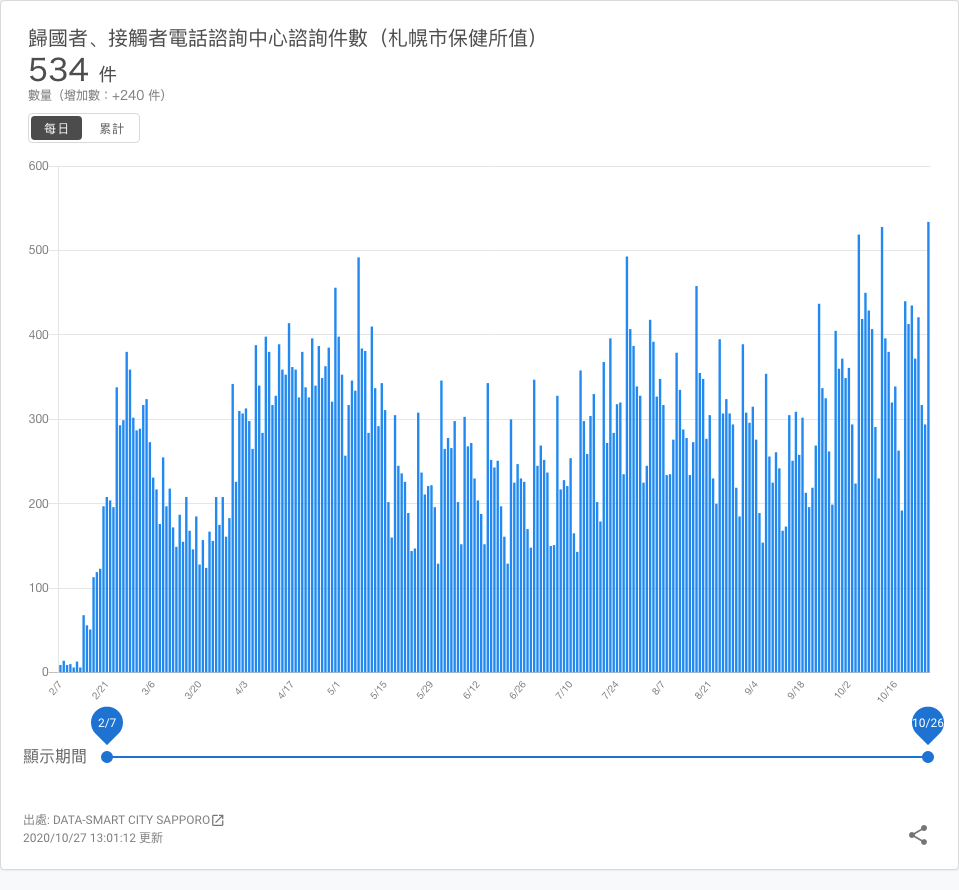 歸國者、接觸者電話諮詢中心諮詢件數（札幌市保健所值）
534 件
數量（增加數：+240 件）
每日 累計
600
500
400
300
200
100
0
2/7 2/21 3/6 3/20 4/3 4/17 5/1 5/15 5/29 6/12 6/26 7/10 7/24 8/7 8/21 9/4 9/18 10/2 10/16
2/7 10/26
顯示期間
出處: DATA-SMART CITY SAPPORO
2020/10/27 13:01:12 更新